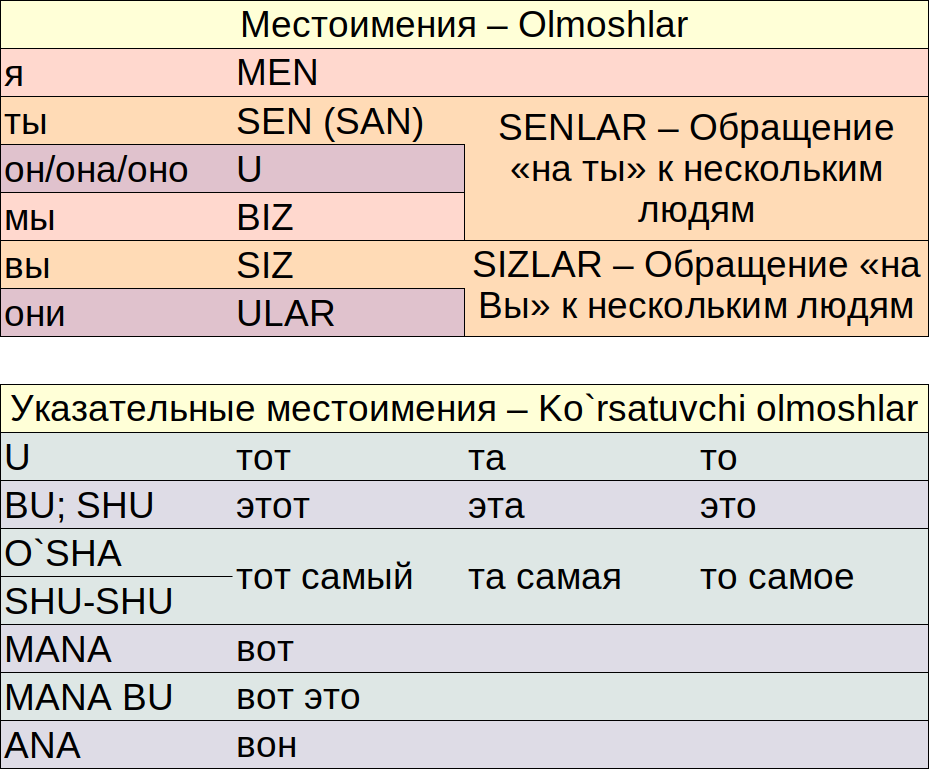 Местоимения – Olmoshlar
я MEN
ты SEN (SAN)
он/она/оно U
мы BIZ
SENLAR – Обращение
«на ты» к нескольким
людям
вы SIZ
они ULAR
SIZLAR – Обращение «на
Вы» к нескольким людям
Указательные местоимения – Ko`rsatuvchi olmoshlar
U тот та то
BU; SHU этот эта это
O`SHA
SHU-SHU
тот самый та самая то самое
MANA вот
MANA BU вот это
ANA вон